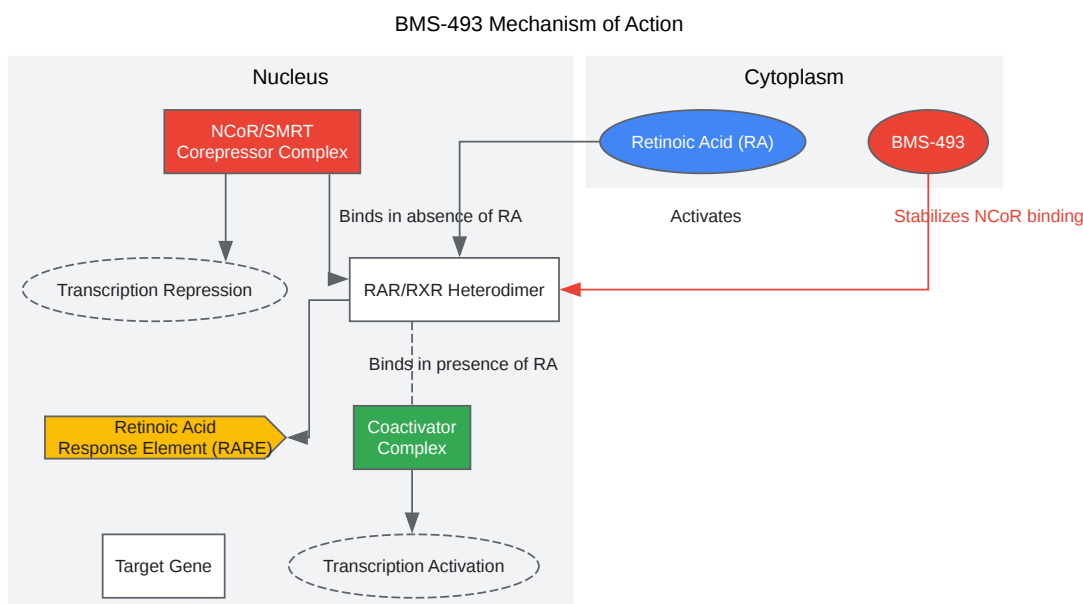 BMS-493 Mechanism of Action
Nucleus
Cytoplasm
NCoR/SMRT
Corepressor Complex
Retinoic Acid (RA)
BMS-493
Binds in absence of RA
Activates
Stabilizes NCoR binding
Transcription Repression
RAR/RXR Heterodimer
Binds in presence of RA
Retinoic Acid
Response Element (RARE)
Coactivator
Complex
Target Gene
Transcription Activation